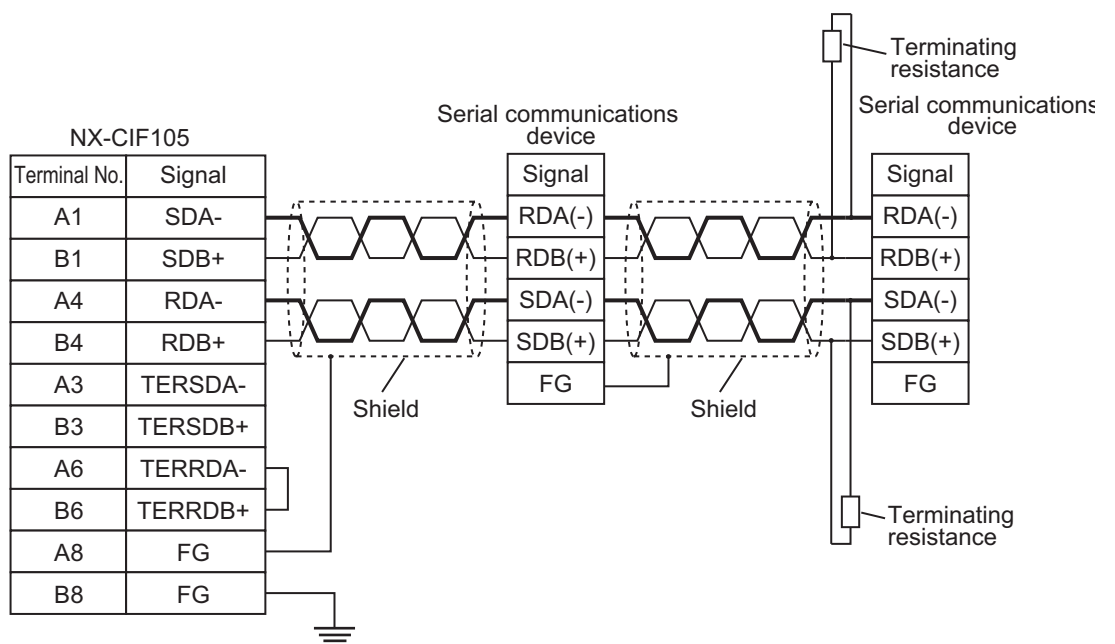 Terminating
resistance
Serial communications
device
Serial communications
device
NX-CIF105
Terminal No. Signal
A1 SDA-
B1 SDB+
A4 RDA-
B4 RDB+
A3 TERSDA-
B3 TERSDB+
A6 TERRDA-
B6 TERRDB+
A8 FG
B8 FG
Shield
Signal
RDA(-)
RDB(+)
SDA(-)
SDB(+)
FG
Shield
Signal
RDA(-)
RDB(+)
SDA(-)
SDB(+)
FG
Terminating
resistance